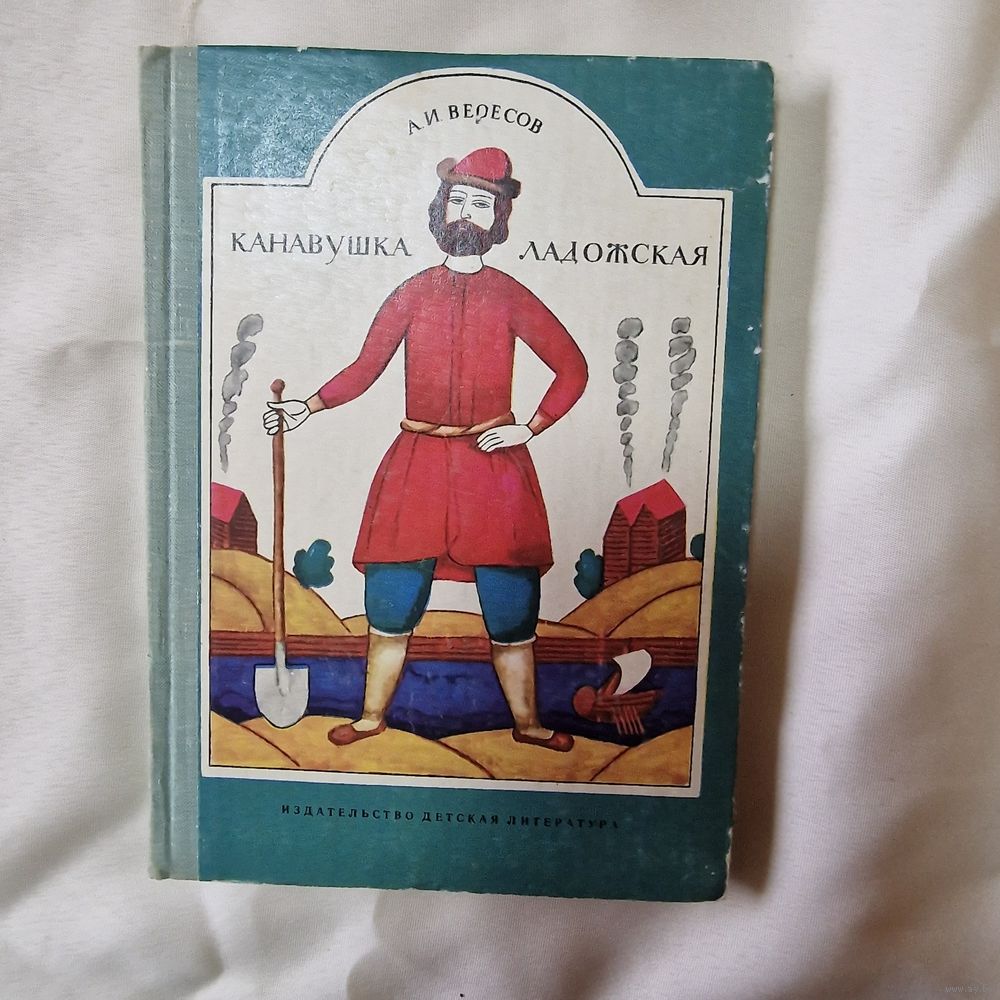 А.И ВЕРЕСОВ
КАНАВУШКА ЛАДОЖСКАЯ
ИЗДАТЕЛЬСТВО ДЕТСКАЯ ЛИТЕРАТУРА